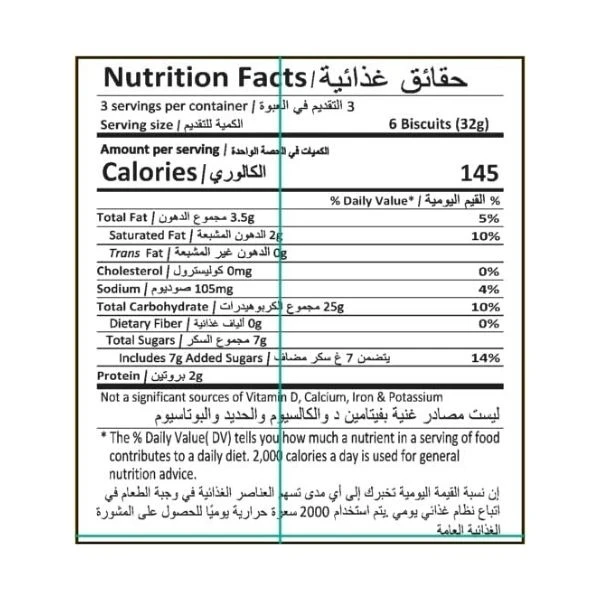 Nutrition Facts/حقائق غذائية
3 servings per container / 3 التقديم في العبوة
Serving size / الكمية للتقديم 6 Biscuits (32g)
Amount per serving / الكميات في الحصة الواحدة
Calories/الكالوري 145
% Daily Value* / القيم اليومية %
Total Fat / مجموع الدهون 3.5g 5%
Saturated Fat / الدهون المشبعة 2g 10%
Trans Fat / الدهون غير المشبعة 0g
Cholesterol / كوليسترول 0mg 0%
Sodium / صوديوم 105mg 4%
Total Carbohydrate / مجموع الكربوهيدرات 25g 10%
Dietary Fiber / ألياف غذائية 0g 0%
Total Sugars / مجموع السكر 7g
Includes 7g Added Sugars / يتضمن 7 غ سكر مضاف 14%
Protein / بروتين 2g
Not a significant sources of Vitamin D, Calcium, Iron & Potassium
ليست مصادر غنية بفيتامين د والكالسيوم والحديد والبوتاسيوم
* The % Daily Value( DV) tells you how much a nutrient in a serving of food
contributes to a daily diet. 2,000 calories a day is used for general
nutrition advice.
إن نسبة القيمة اليومية تخبرك إلى أي مدى تسهم العناصر الغذائية في وجبة الطعام في
اتباع نظام غذائي يومي .يتم استخدام 2000 سعرة حرارية يوميًا للحصول على المشورة
الغذائية العامة